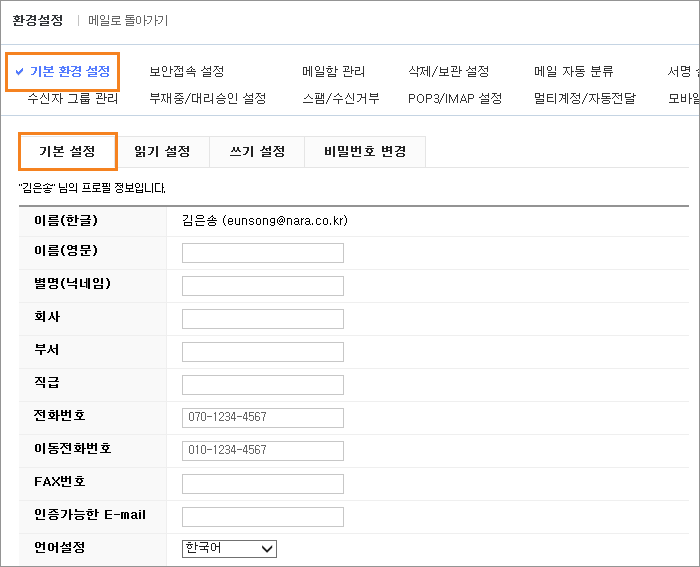 환경설정 | 메일로 돌아가기
✔ 기본 환경 설정 보안접속 설정 메일함 관리 삭제/보관 설정 메일 자동 분류 서명
수신자 그룹 관리 부재중/대리승인 설정 스팸/수신거부 POP3/IMAP 설정 멀티계정/자동전달 모바일
기본 설정 읽기 설정 쓰기 설정 비밀번호 변경
"김은송" 님의 프로필 정보입니다.
이름(한글) 김은송 (eunsong@nara.co.kr)
이름(영문)
별명(닉네임)
회사
부서
직급
전화번호 070-1234-4567
이동전화번호 010-1234-4567
FAX번호
인증가능한 E-mail
언어설정 한국어